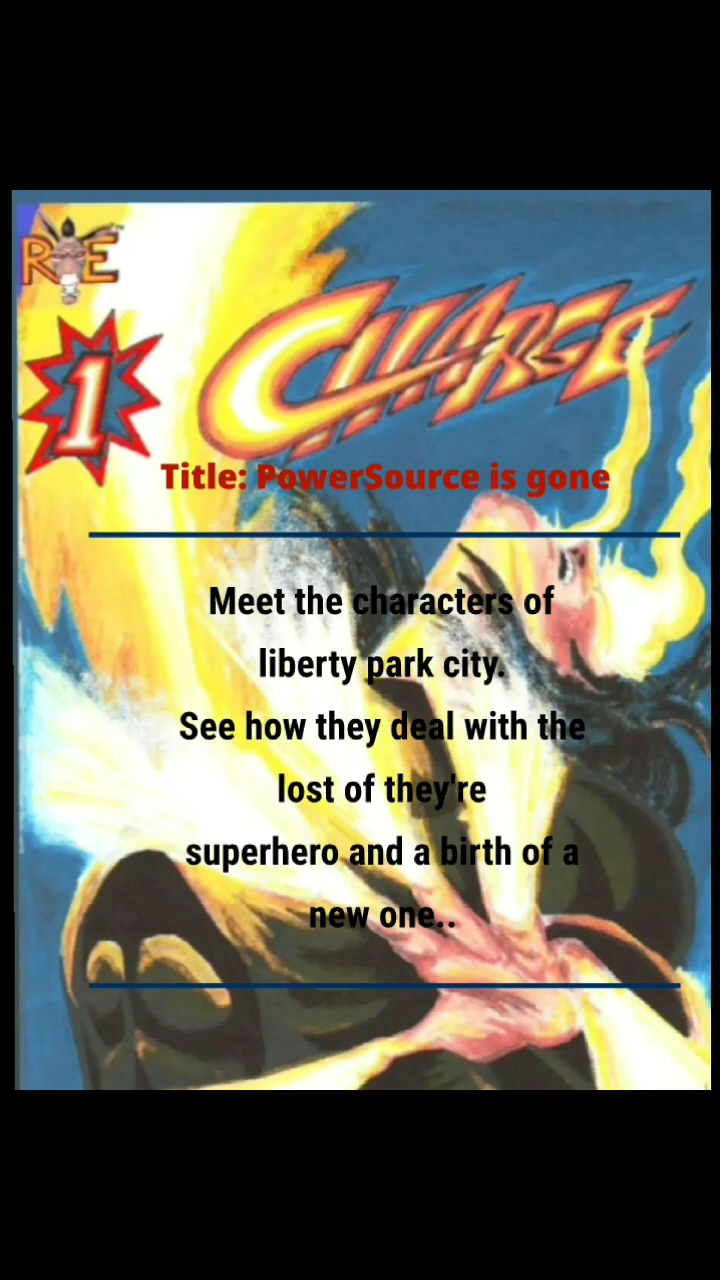 R E
CHARGE
1
Title: PowerSource is gone
Meet the characters of
liberty park city.
See how they deal with the
lost of they're
superhero and a birth of a
new one..